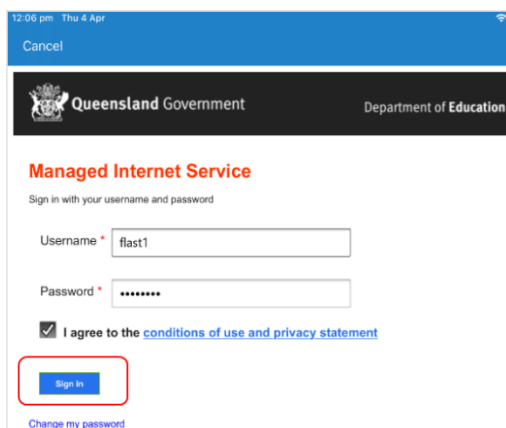 12:06 pm Thu 4 Apr
Cancel
Queensland Government Department of Education
Managed Internet Service
Sign in with your username and password
Username * flast1
Password * ••••••••
I agree to the conditions of use and privacy statement
Sign in
Change my password